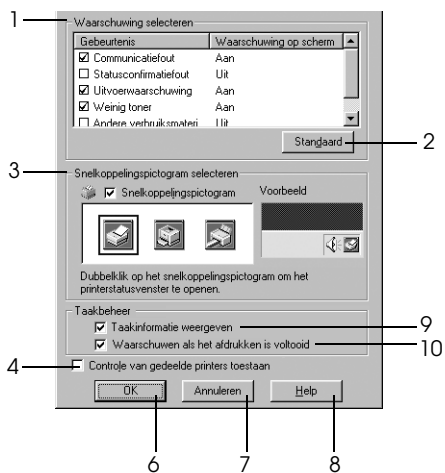 1 Waarschuwing selecteren
Gebeurtenis Waarschuwing op scherm
Communicatiefout Aan
Statusconfirmatiefout Uit
Uitvoerwaarschuwing Aan
Weinig toner Aan
Andere verbruiksmateri Uit
Standaard 2
3 Snelkoppelingspictogram selecteren
Snelkoppelingspictogram Voorbeeld
Dubbelklik op het snelkoppelingspictogram om het
printerstatusvenster te openen.
Taakbeheer
Taakinformatie weergeven 9
Waarschuwen als het afdrukken is voltooid 10
4 Controle van gedeelde printers toestaan
OK Annuleren Help
6 7 8